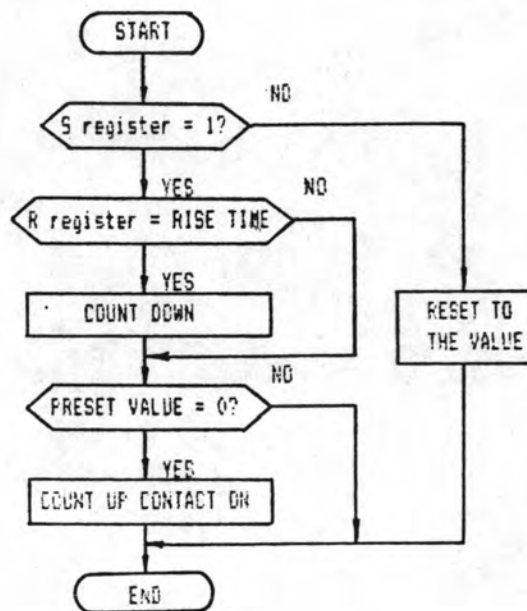 START
NO
S register = 1?
YES
NO
R register = RISE TIME
YES
COUNT DOWN
RESET TO
THE VALUE
NO
PRESET VALUE = 0?
YES
COUNT UP CONTACT ON
END